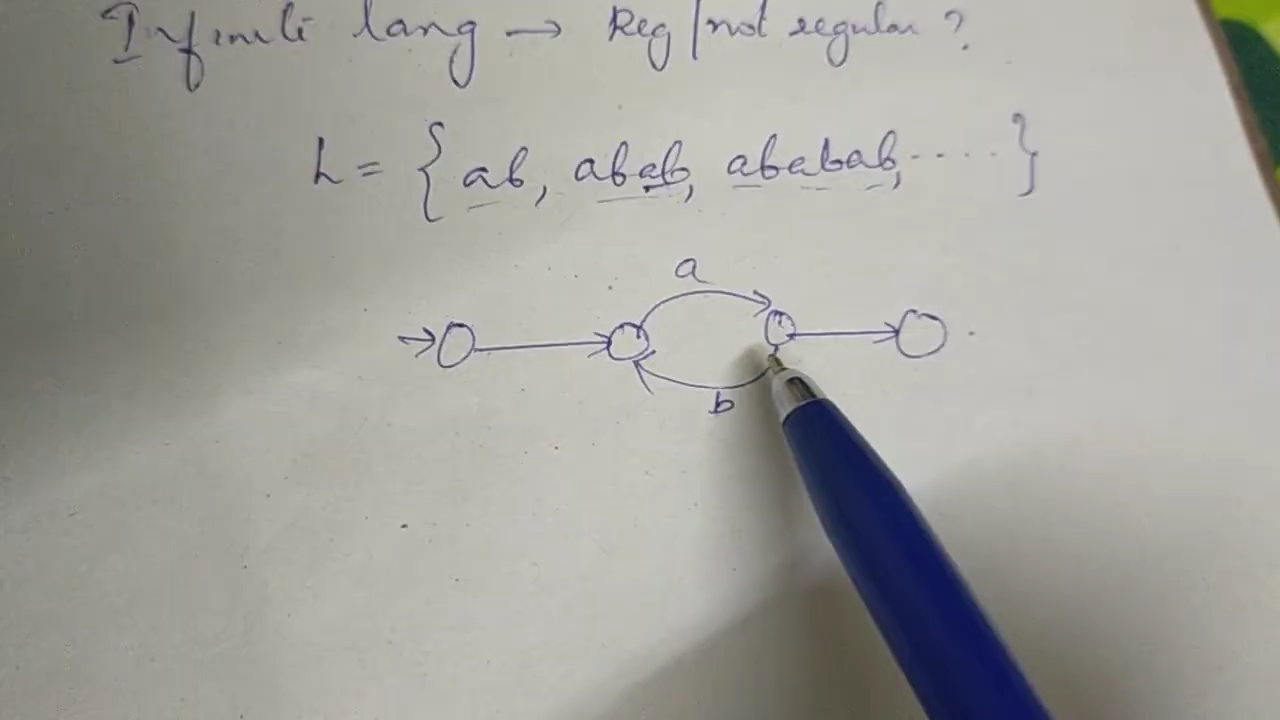 Infinite lang → Reg/not regular?
L = { ab, abab, ababab, ..... }
a
b